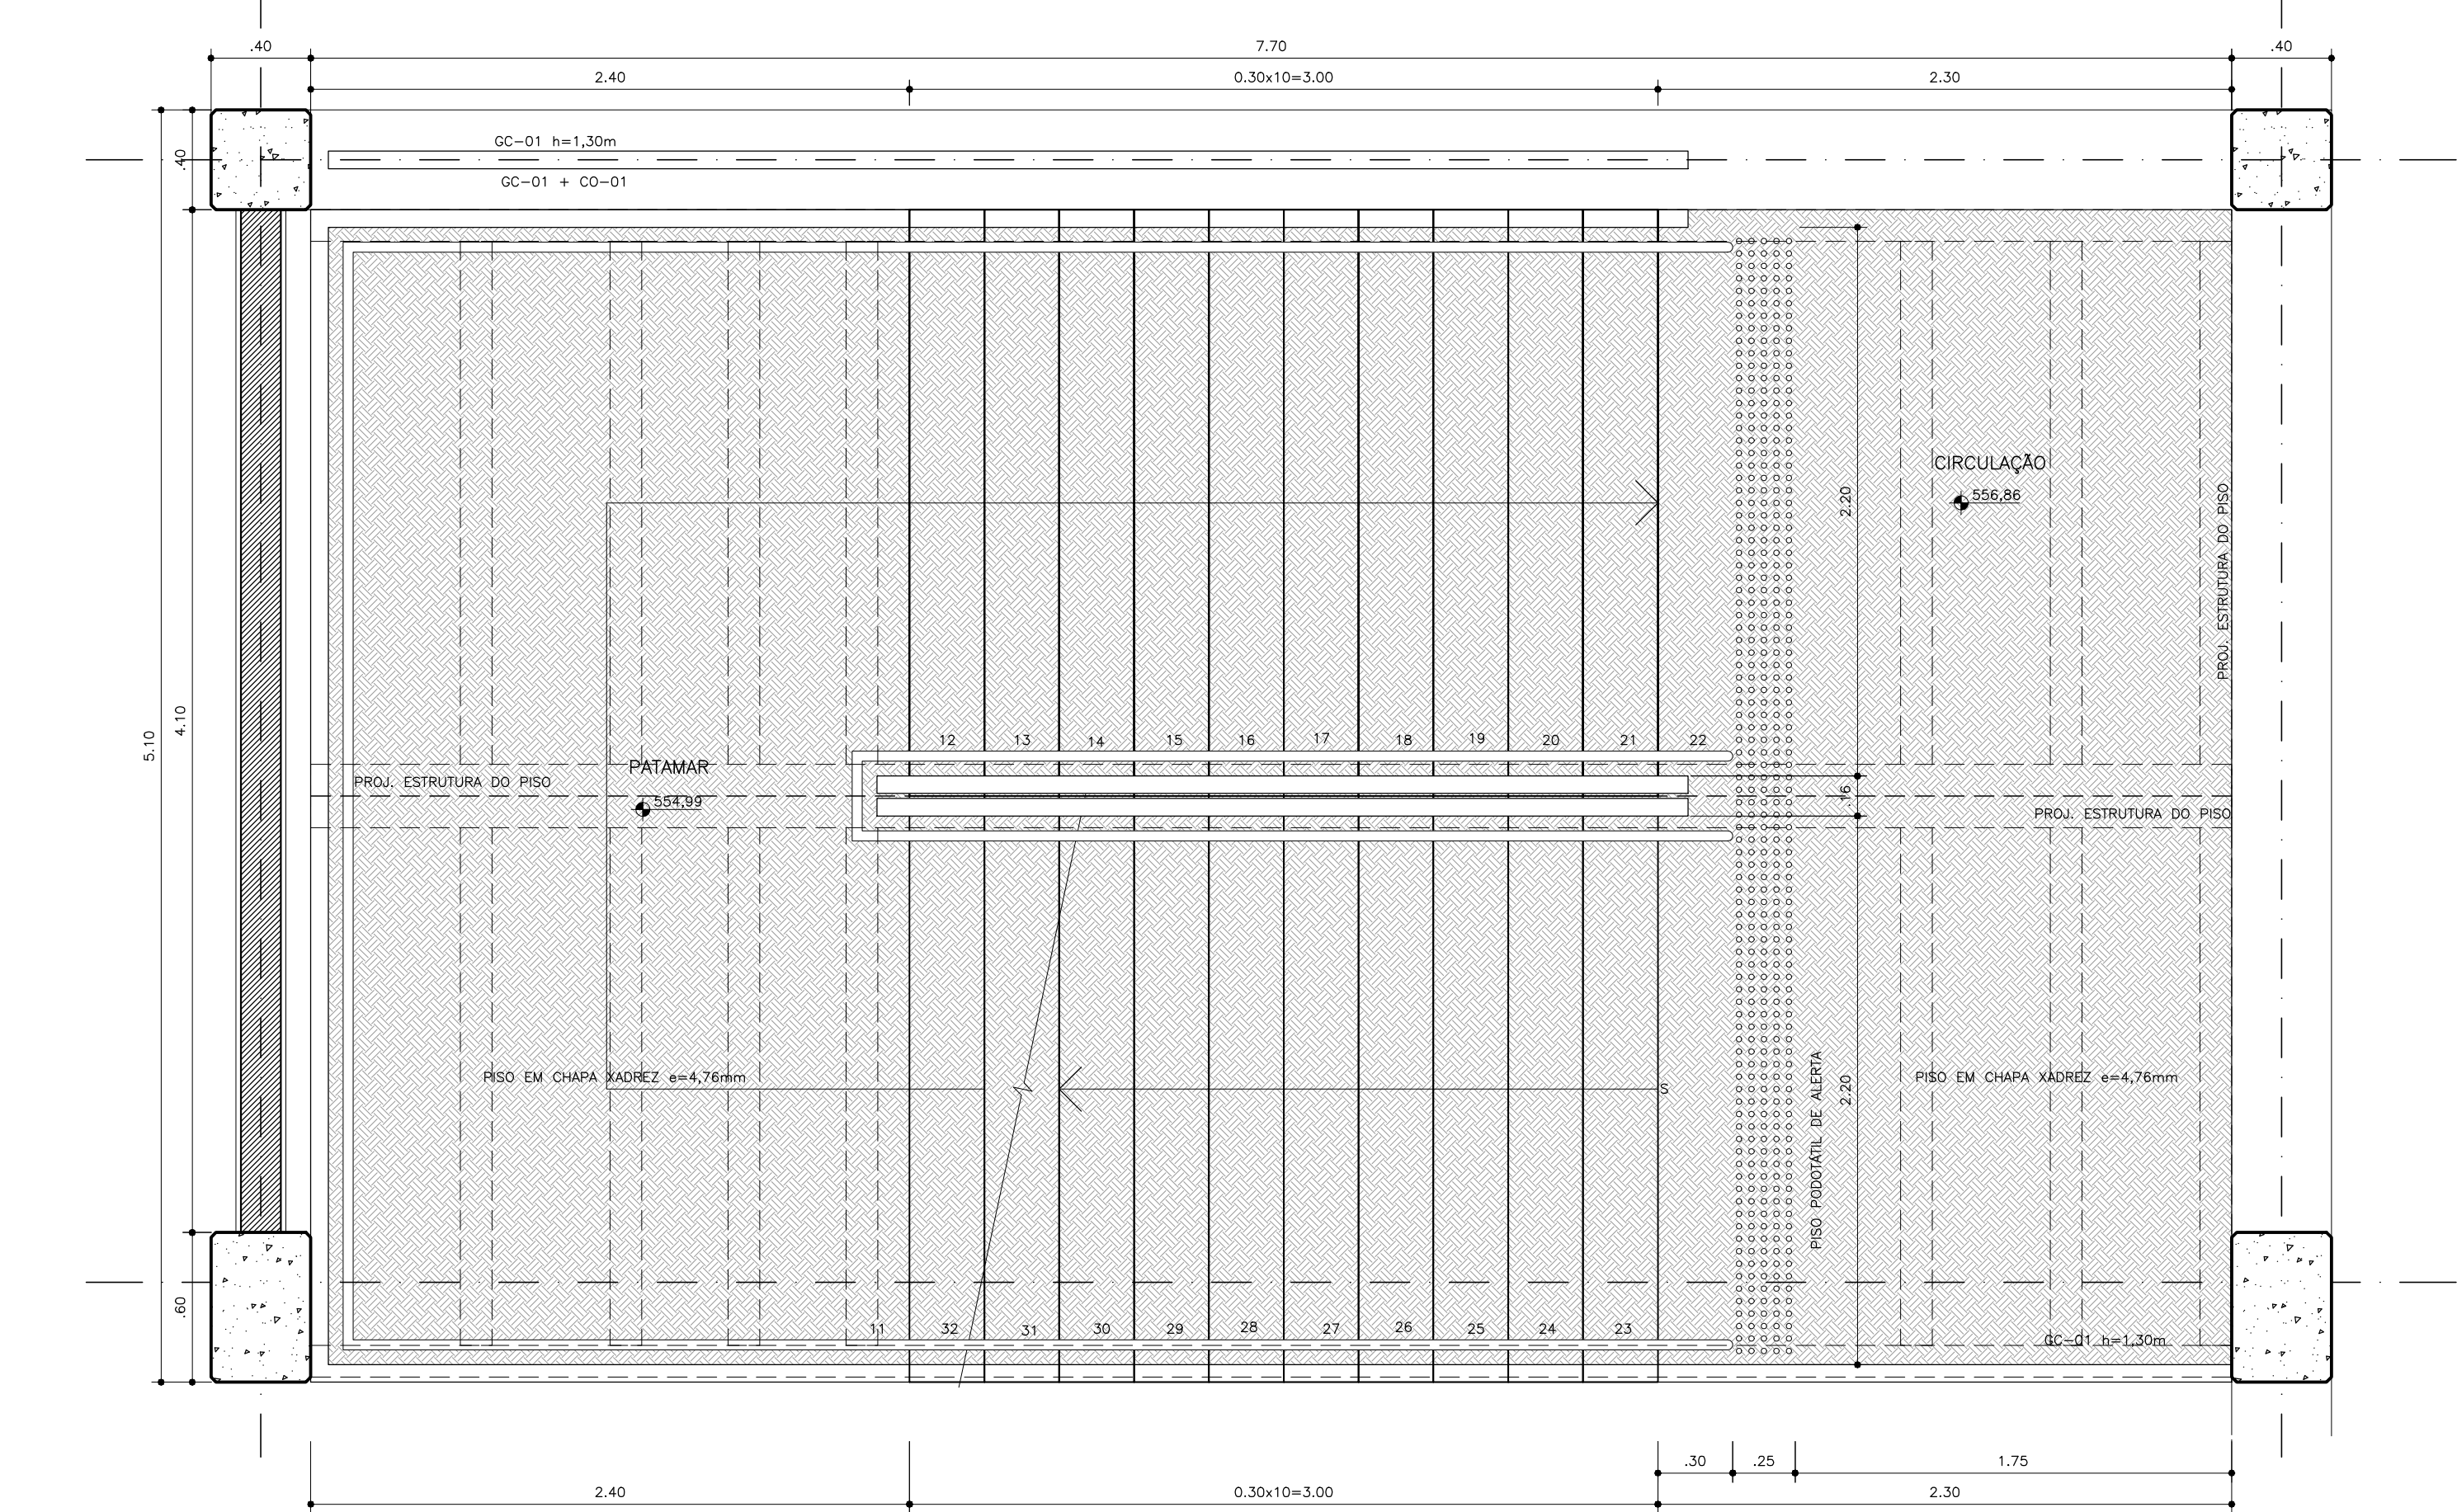 .40
7.70
.40
2.40
0.30x10=3.00
2.30
GC-01 h=1,30m
GC-01 + CO-01
.40
CIRCULAÇÃO
556,86
2.20
PROJ. ESTRUTURA DO PISO
5.10
4.10
12
13
14
15
16
17
18
19
20
21
22
PATAMAR
PROJ. ESTRUTURA DO PISO
554,99
.16
PROJ. ESTRUTURA DO PISO
PISO EM CHAPA XADREZ e=4,76mm
S
PISO PODOTÁTIL DE ALERTA
2.20
PISO EM CHAPA XADREZ e=4,76mm
.60
11
32
31
30
29
28
27
26
25
24
23
GC-01 h=1,30m
.30
.25
1.75
2.40
0.30x10=3.00
2.30